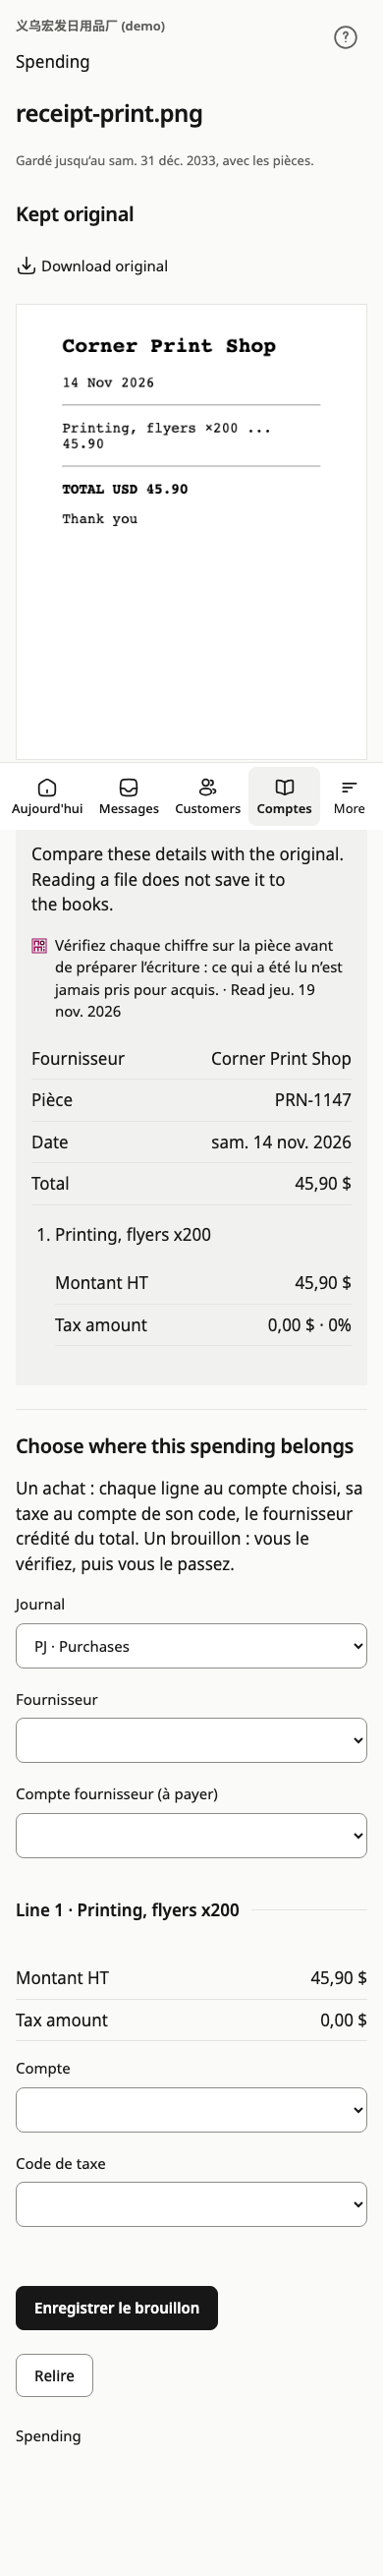 义乌宏发日用品厂 (demo)
Spending
receipt-print.png
Gardé jusqu’au sam. 31 déc. 2033, avec les pièces.
Kept original
Download original
Corner Print Shop
14 Nov 2026
Printing, flyers ×200 ...
45.90
TOTAL USD 45.90
Thank you
Aujourd'hui
Messages
Customers
Comptes
More
Compare these details with the original.
Reading a file does not save it to
the books.
Vérifiez chaque chiffre sur la pièce avant
de préparer l’écriture : ce qui a été lu n’est
jamais pris pour acquis. · Read jeu. 19
nov. 2026
Fournisseur Corner Print Shop
Pièce PRN-1147
Date sam. 14 nov. 2026
Total 45,90 $
1. Printing, flyers x200
Montant HT 45,90 $
Tax amount 0,00 $ · 0%
Choose where this spending belongs
Un achat : chaque ligne au compte choisi, sa
taxe au compte de son code, le fournisseur
crédité du total. Un brouillon : vous le
vérifiez, puis vous le passez.
Journal
PJ · Purchases
Fournisseur
Compte fournisseur (à payer)
Line 1 · Printing, flyers x200
Montant HT 45,90 $
Tax amount 0,00 $
Compte
Code de taxe
Enregistrer le brouillon
Relire
Spending